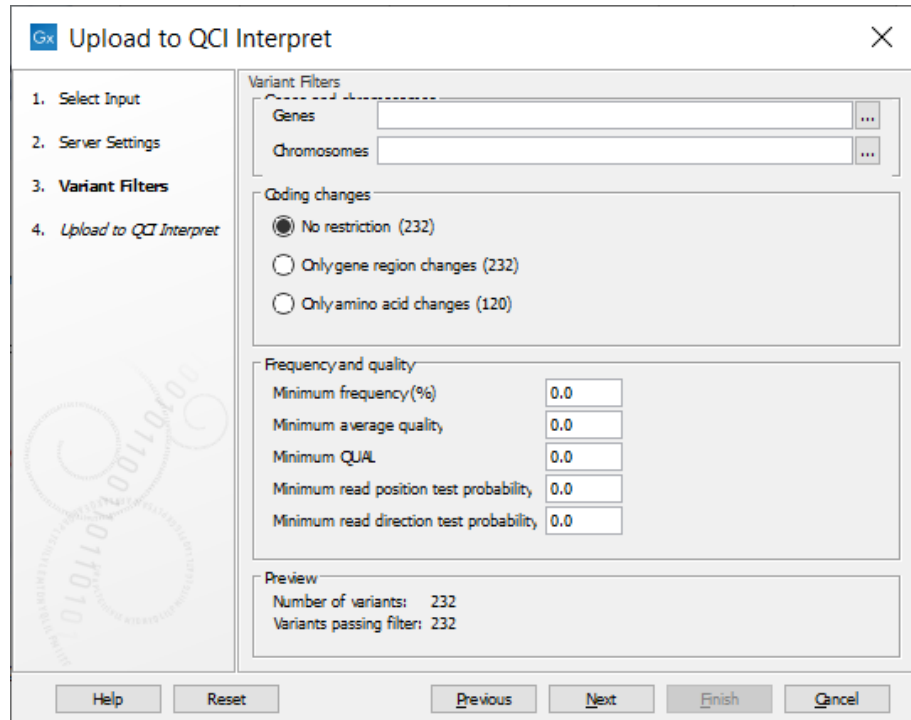 Gx Upload to QCI Interpret
1. Select Input
2. Server Settings
3. Variant Filters
4. Upload to QCI Interpret
Variant Filters
Genes and chromosomes
Genes ...
Chromosomes ...
Coding changes
No restriction (232)
Only gene region changes (232)
Only amino acid changes (120)
Frequency and quality
Minimum frequency (%) 0.0
Minimum average quality 0.0
Minimum QUAL 0.0
Minimum read position test probability 0.0
Minimum read direction test probability 0.0
Preview
Number of variants: 232
Variants passing filter: 232
Help Reset Previous Next Finish Cancel